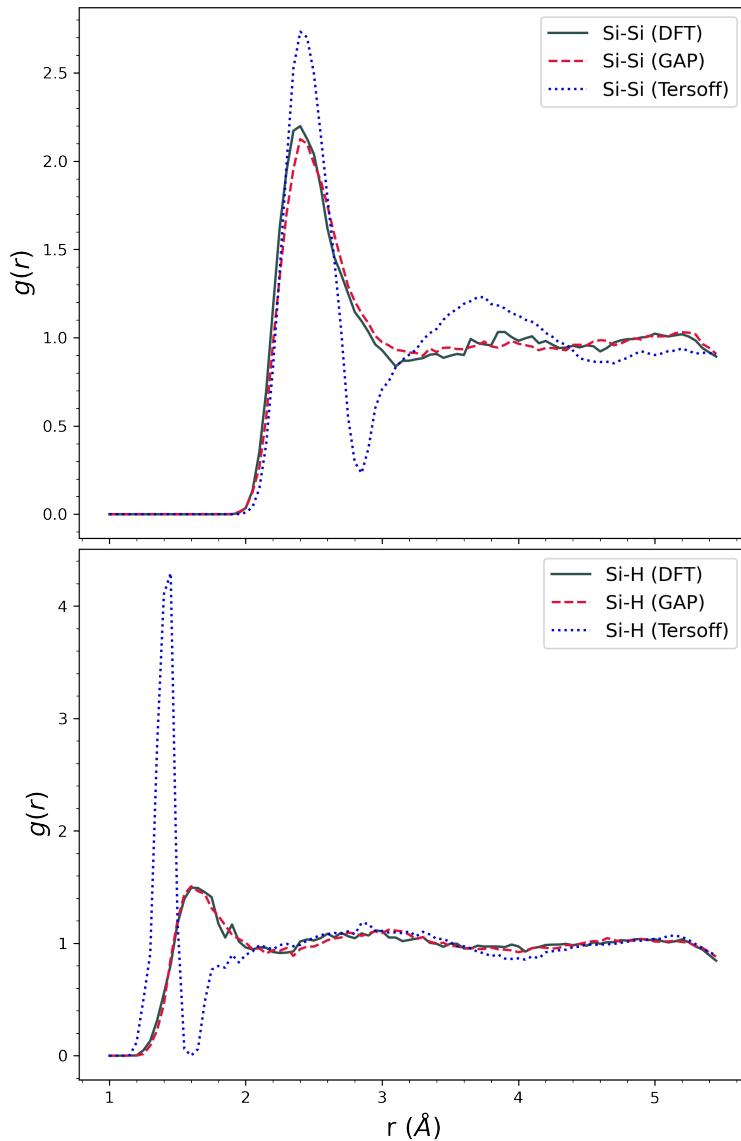 Si-Si (DFT)
Si-Si (GAP)
Si-Si (Tersoff)
2.5
2.0
1.5
1.0
0.5
0.0
g(r)
Si-H (DFT)
Si-H (GAP)
Si-H (Tersoff)
4
3
2
1
0
g(r)
1 2 3 4 5
r (Å)